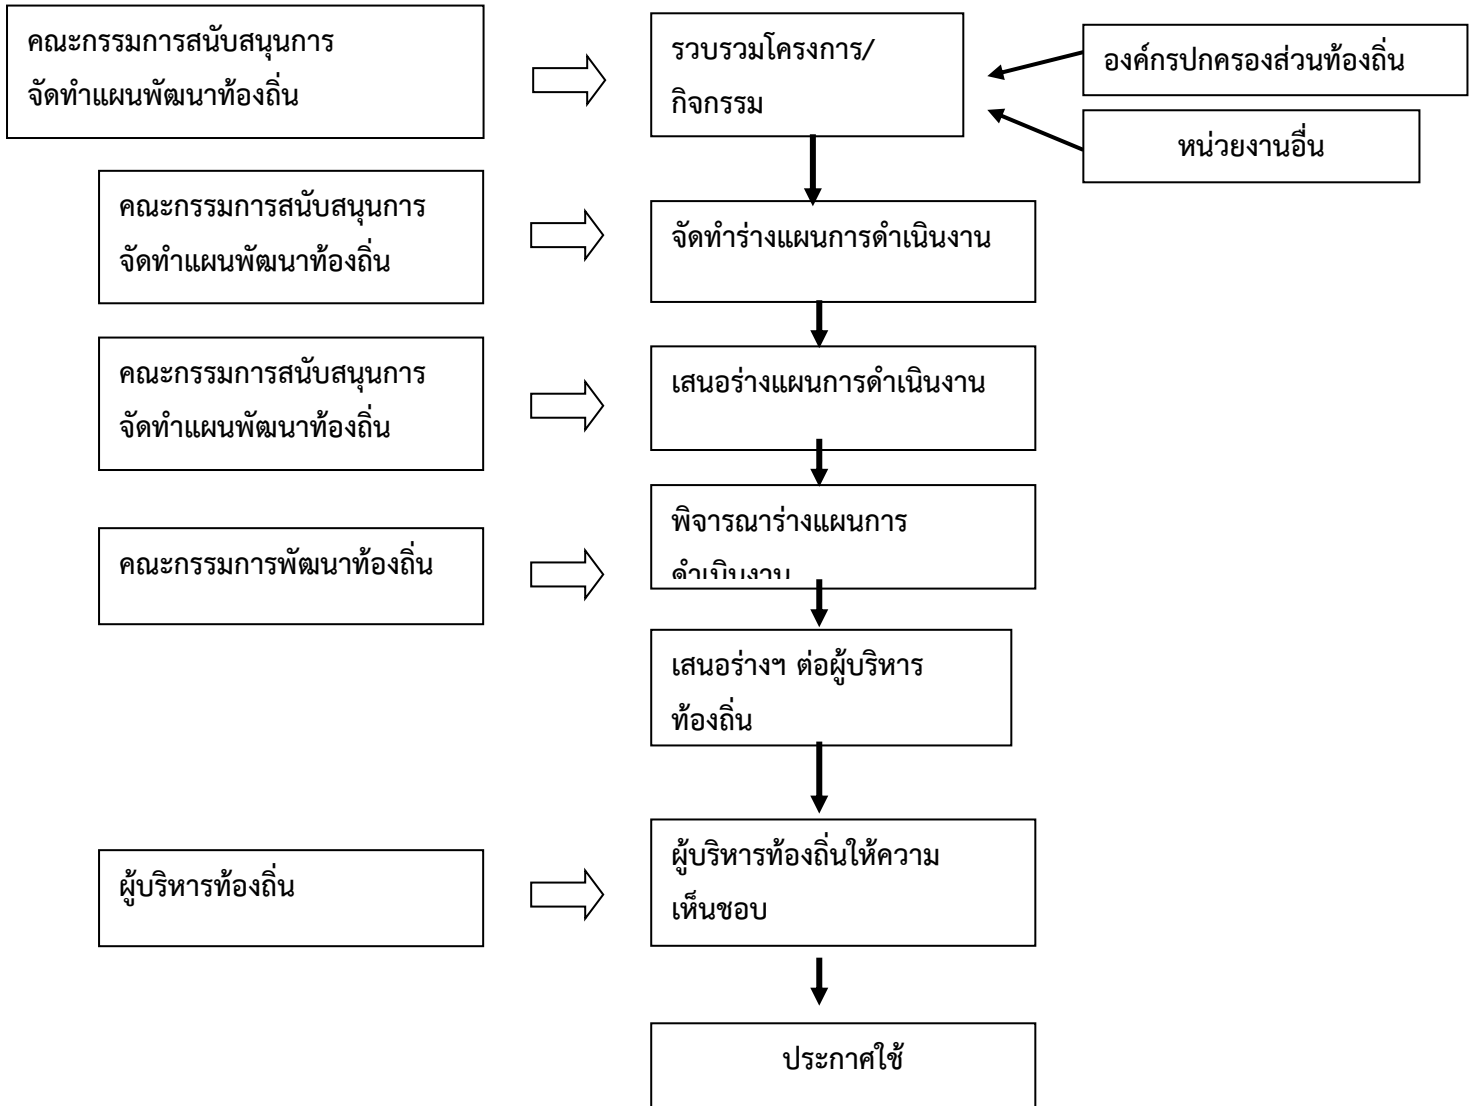 คณะกรรมการสนับสนุนการ
จัดทำแผนพัฒนาท้องถิ่น
รวบรวมโครงการ/
กิจกรรม
องค์กรปกครองส่วนท้องถิ่น
หน่วยงานอื่น
คณะกรรมการสนับสนุนการ
จัดทำแผนพัฒนาท้องถิ่น
จัดทำร่างแผนการดำเนินงาน
คณะกรรมการสนับสนุนการ
จัดทำแผนพัฒนาท้องถิ่น
เสนอร่างแผนการดำเนินงาน
คณะกรรมการพัฒนาท้องถิ่น
พิจารณาร่างแผนการ
ดำเนินงาน
เสนอร่างฯ ต่อผู้บริหาร
ท้องถิ่น
ผู้บริหารท้องถิ่น
ผู้บริหารท้องถิ่นให้ความ
เห็นชอบ
ประกาศใช้